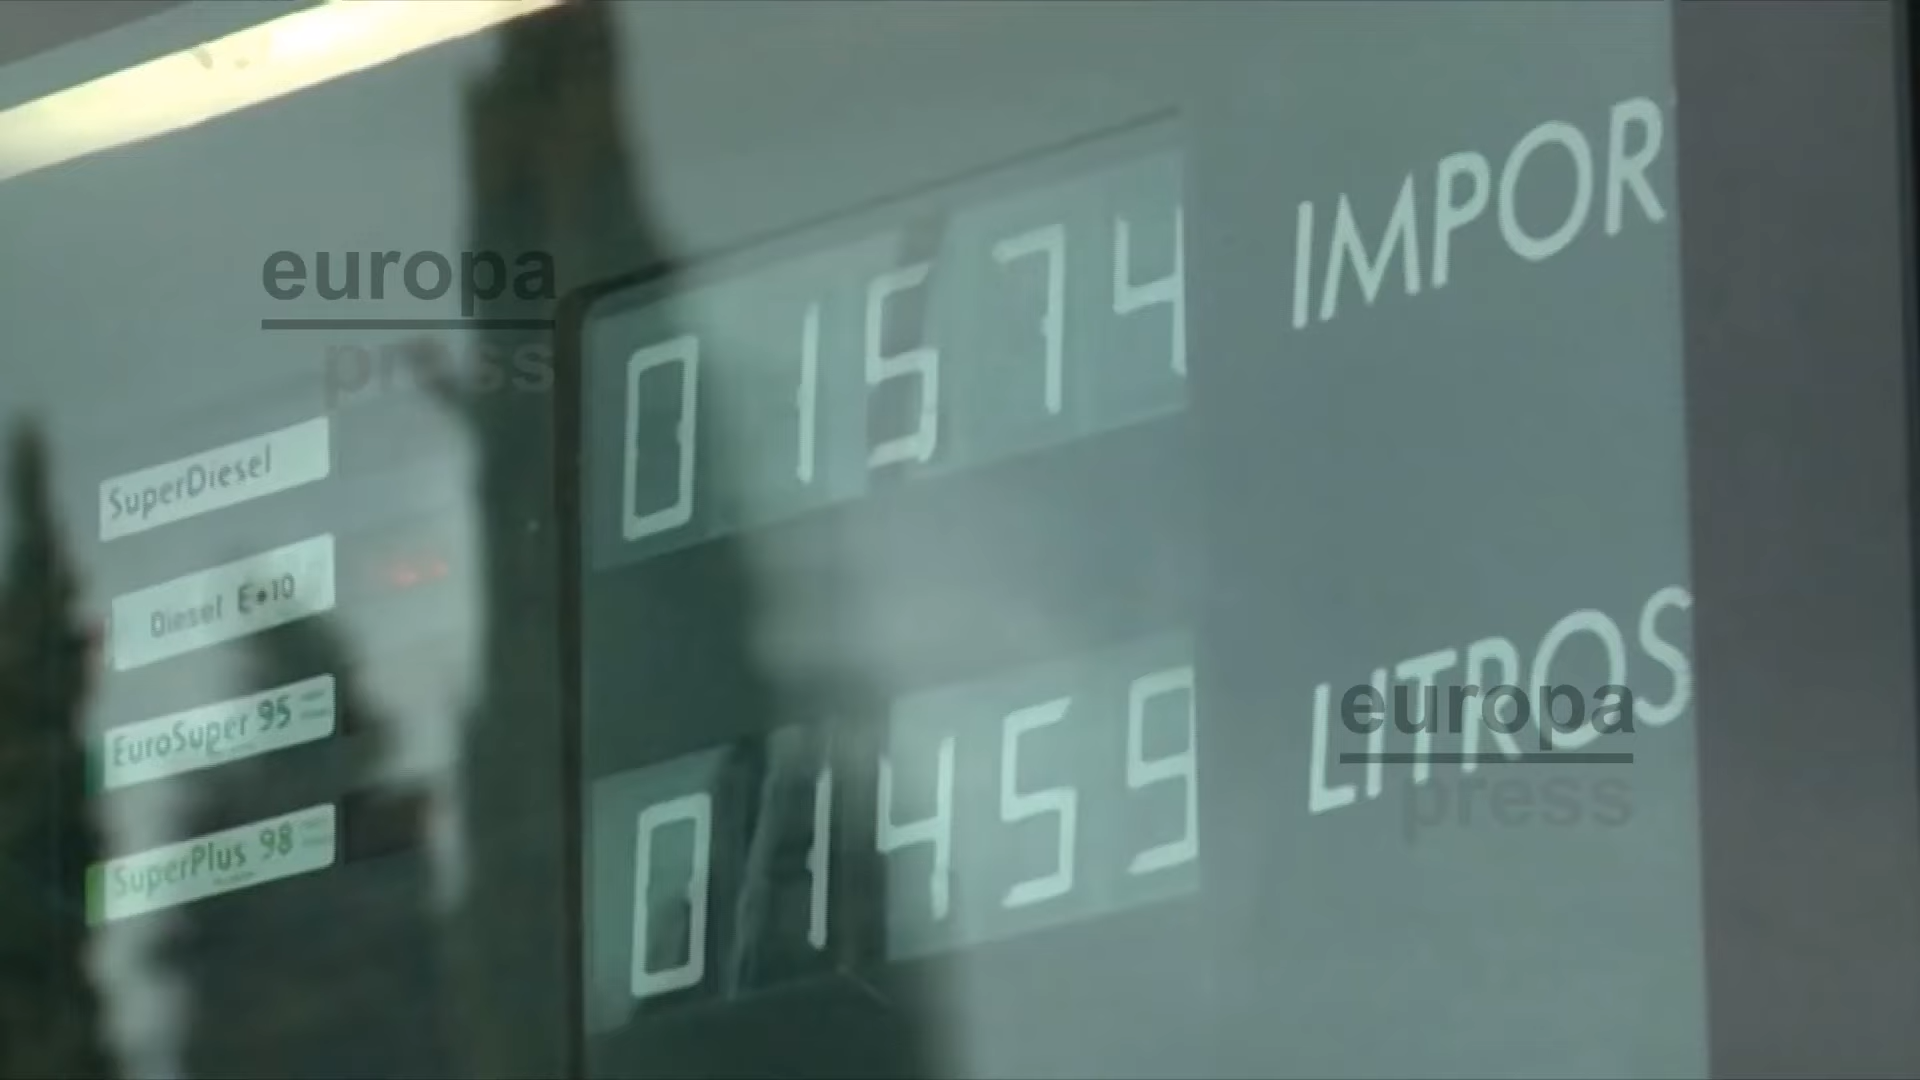 europa
press
SuperDiesel
Diesel E+10
EuroSuper 95
SuperPlus 98
01574
IMPOR
01459
LITROS
europa
press